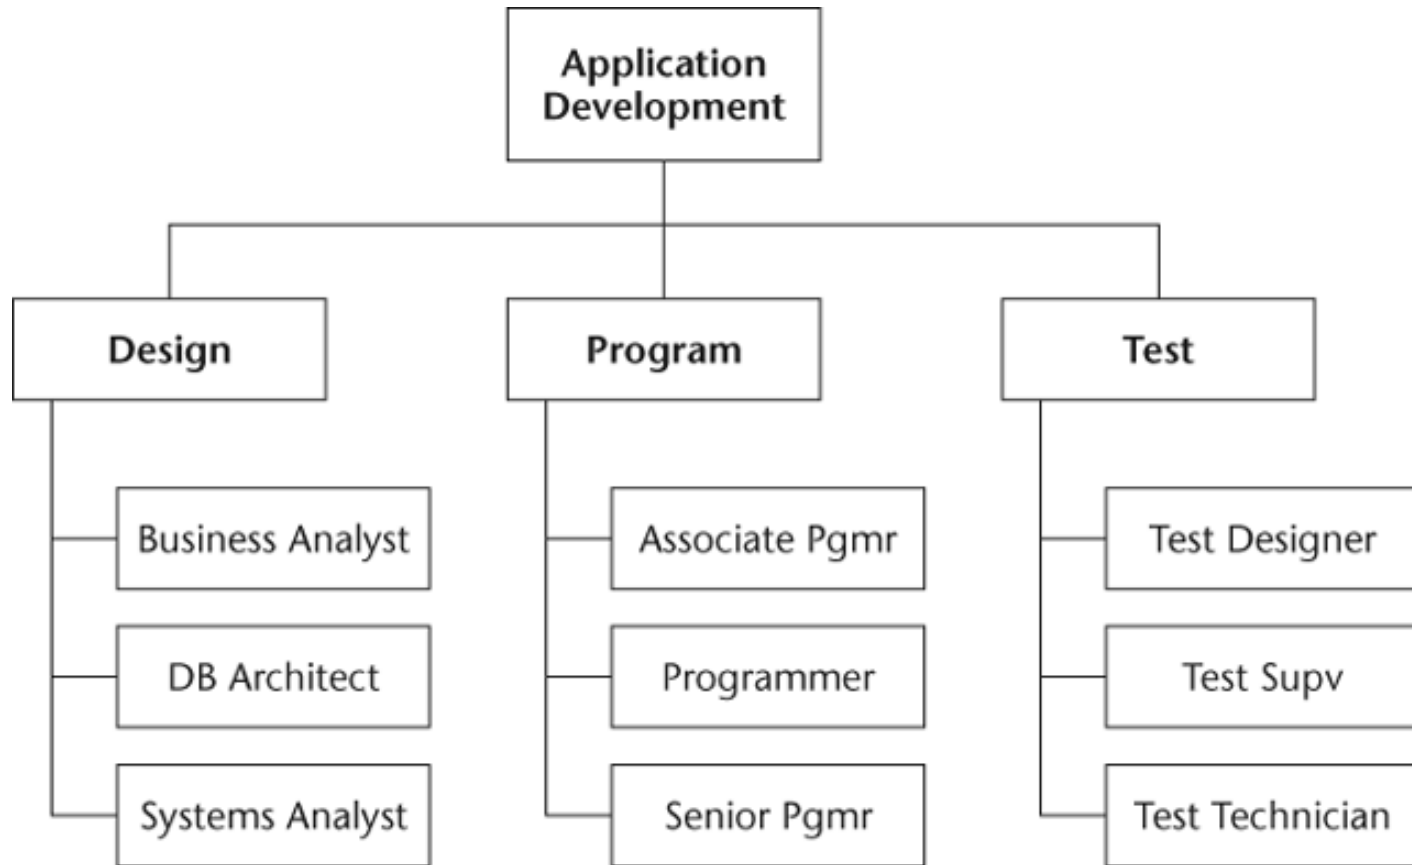 Application
Development
Design
Program
Test
Business Analyst
Associate Pgmr
Test Designer
DB Architect
Programmer
Test Supv
Systems Analyst
Senior Pgmr
Test Technician